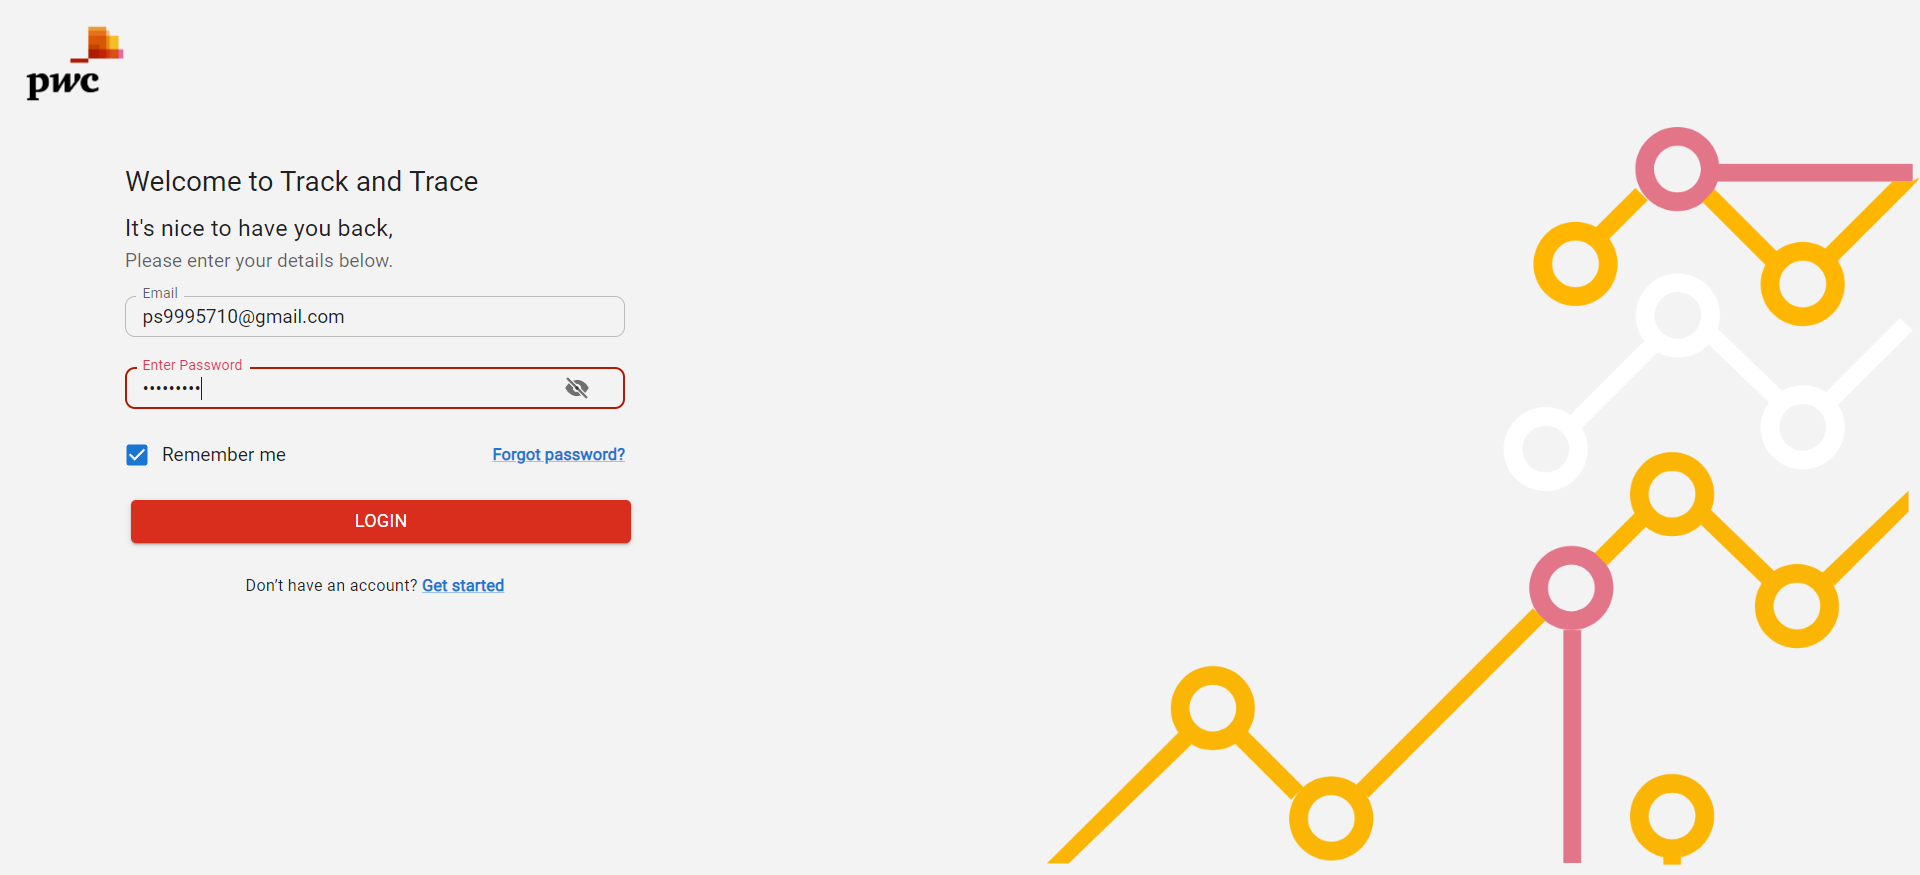 pwc
Welcome to Track and Trace
It's nice to have you back,
Please enter your details below.
Email
ps9995710@gmail.com
Enter Password
•••••••••
Remember me
Forgot password?
LOGIN
Don’t have an account? Get started